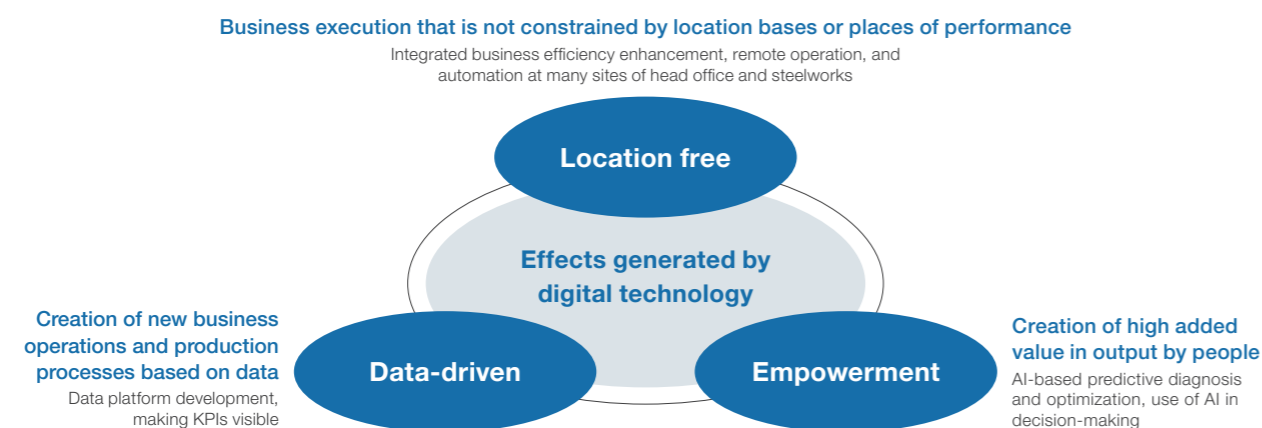 Business execution that is not constrained by location bases or places of performance
Integrated business efficiency enhancement, remote operation, and
automation at many sites of head office and steelworks
Location free
Effects generated by
digital technology
Creation of new business
operations and production
processes based on data
Data platform development,
making KPIs visible
Data-driven
Empowerment
Creation of high added
value in output by people
AI-based predictive diagnosis
and optimization, use of AI in
decision-making